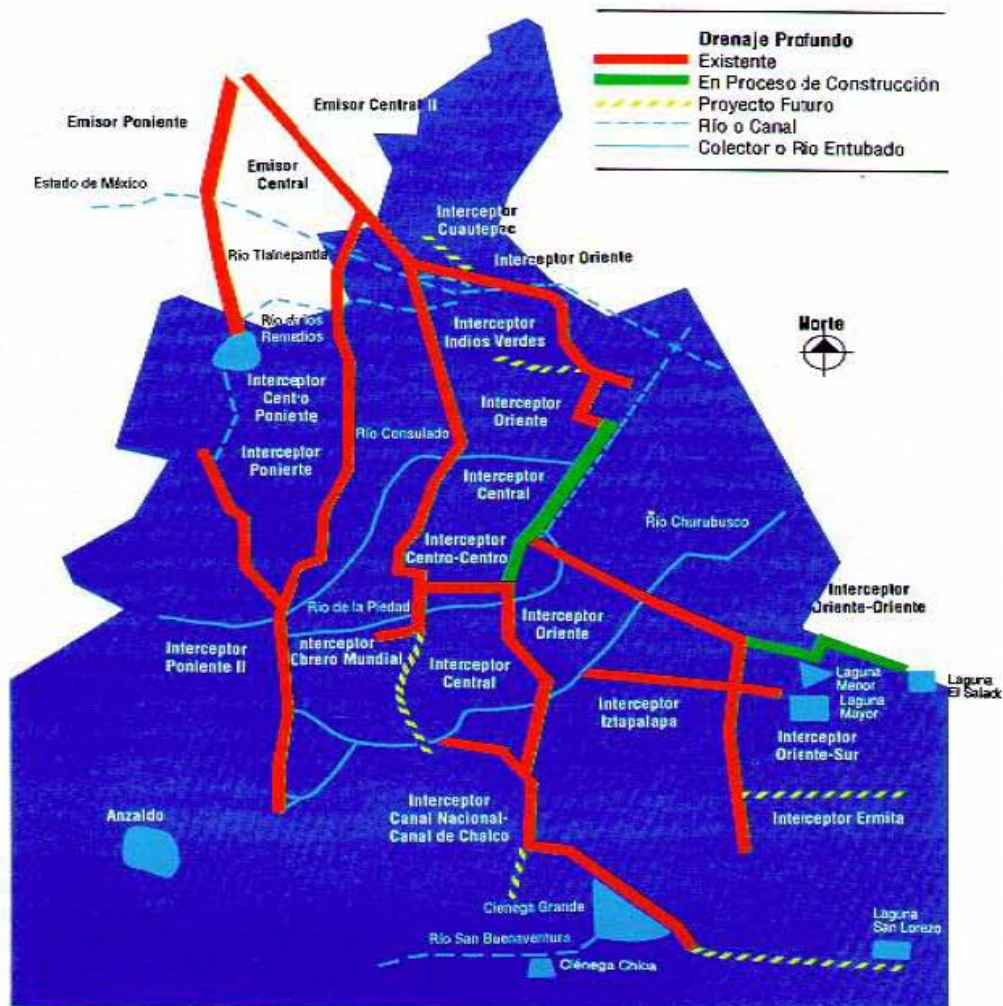 Drenaje Profundo
Existente
En Proceso de Construcción
Proyecto Futuro
Río o Canal
Colector o Río Entubado
Emisor Central II
Emisor Poniente
Emisor
Central
Estado de México
Interceptor
Cuautepec
Río Tlalnepantla
Interceptor Oriente
Río de los
Remedios
Interceptor
Indios Verdes
Norte
Interceptor
Centro
Poniente
Interceptor
Oriente
Río Consulado
Interceptor
Poniente
Interceptor
Central
Río Churubusco
Interceptor
Centro-Centro
Interceptor
Oriente-Oriente
Río de la Piedad
Interceptor
Oriente
Interceptor
Poniente II
Interceptor
Obrero Mundial
Interceptor
Central
Laguna
Menor
Laguna
El Salado
Laguna
Mayor
Interceptor
Iztapalapa
Interceptor
Oriente-Sur
Anzaldo
Interceptor
Canal Nacional-
Canal de Chalco
Interceptor Ermita
Ciénega Grande
Laguna
San Lorezo
Río San Buenaventura
Ciénega Chica